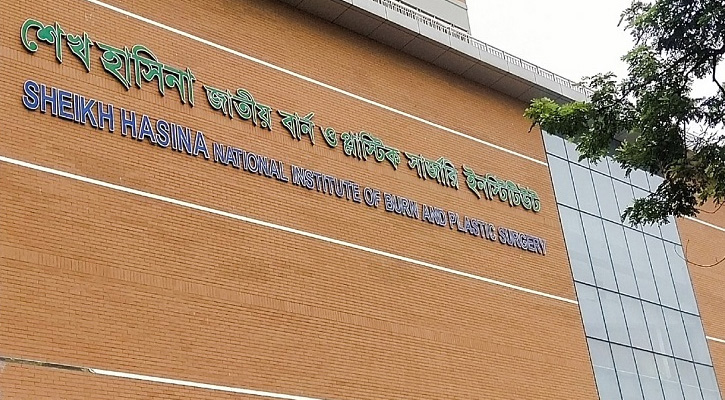 শেখ হাসিনা জাতীয় বার্ন ও প্লাস্টিক সার্জারি ইনস্টিটিউট
SHEIKH HASINA NATIONAL INSTITUTE OF BURN AND PLASTIC SURGERY